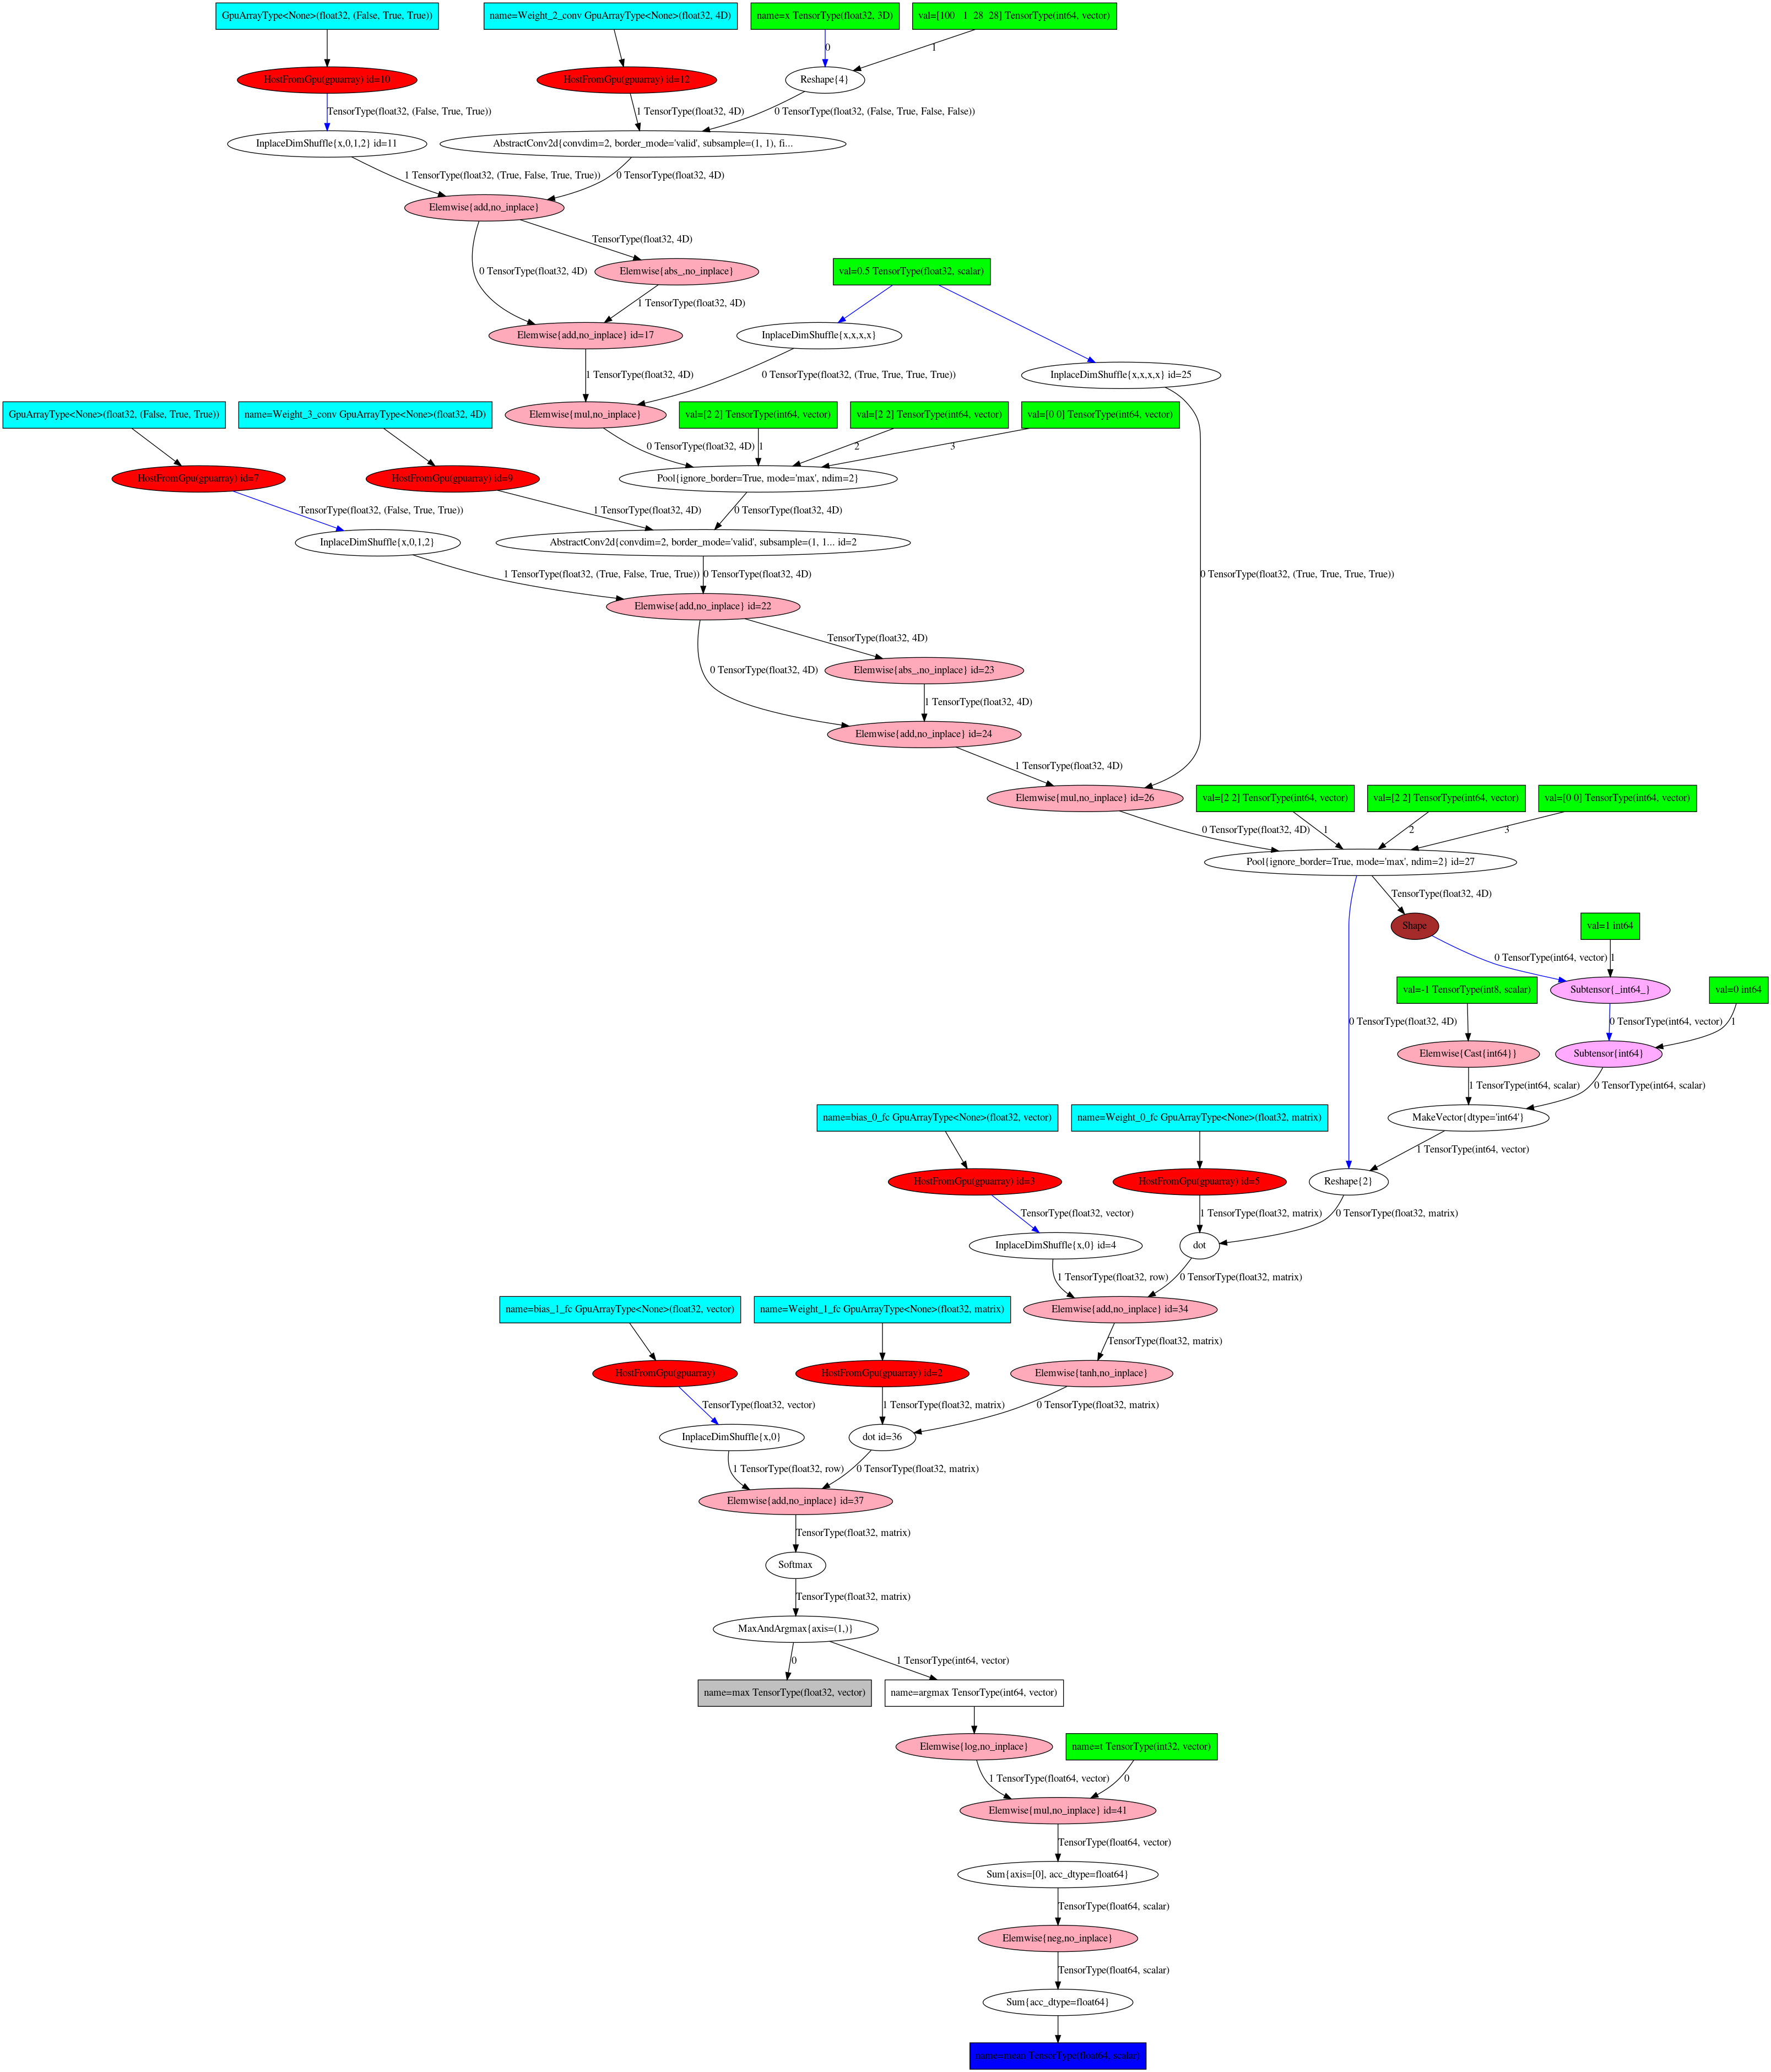 GpuArrayType<None>(float32, (False, True, True))
name=Weight_2_conv GpuArrayType<None>(float32, 4D)
name=x TensorType(float32, 3D)
val=[100   1  28  28] TensorType(int64, vector)
0
1
HostFromGpu(gpuarray) id=10
HostFromGpu(gpuarray) id=12
Reshape{4}
TensorType(float32, (False, True, True))
1 TensorType(float32, 4D)
0 TensorType(float32, (False, True, False, False))
InplaceDimShuffle{x,0,1,2} id=11
AbstractConv2d{convdim=2, border_mode='valid', subsample=(1, 1), fi...
1 TensorType(float32, (True, False, True, True))
0 TensorType(float32, 4D)
Elemwise{add,no_inplace}
TensorType(float32, 4D)
0 TensorType(float32, 4D)
Elemwise{abs_,no_inplace}
val=0.5 TensorType(float32, scalar)
1 TensorType(float32, 4D)
Elemwise{add,no_inplace} id=17
InplaceDimShuffle{x,x,x,x}
1 TensorType(float32, 4D)
0 TensorType(float32, (True, True, True, True))
InplaceDimShuffle{x,x,x,x} id=25
GpuArrayType<None>(float32, (False, True, True))
name=Weight_3_conv GpuArrayType<None>(float32, 4D)
Elemwise{mul,no_inplace}
val=[2 2] TensorType(int64, vector)
val=[2 2] TensorType(int64, vector)
val=[0 0] TensorType(int64, vector)
0 TensorType(float32, 4D)
1
2
3
HostFromGpu(gpuarray) id=7
HostFromGpu(gpuarray) id=9
Pool{ignore_border=True, mode='max', ndim=2}
TensorType(float32, (False, True, True))
1 TensorType(float32, 4D)
0 TensorType(float32, 4D)
InplaceDimShuffle{x,0,1,2}
AbstractConv2d{convdim=2, border_mode='valid', subsample=(1, 1... id=2
1 TensorType(float32, (True, False, True, True))
0 TensorType(float32, 4D)
0 TensorType(float32, (True, True, True, True))
Elemwise{add,no_inplace} id=22
TensorType(float32, 4D)
0 TensorType(float32, 4D)
Elemwise{abs_,no_inplace} id=23
1 TensorType(float32, 4D)
Elemwise{add,no_inplace} id=24
1 TensorType(float32, 4D)
Elemwise{mul,no_inplace} id=26
val=[2 2] TensorType(int64, vector)
val=[2 2] TensorType(int64, vector)
val=[0 0] TensorType(int64, vector)
0 TensorType(float32, 4D)
1
2
3
Pool{ignore_border=True, mode='max', ndim=2} id=27
TensorType(float32, 4D)
Shape
val=1 int64
0 TensorType(int64, vector)
1
val=-1 TensorType(int8, scalar)
Subtensor{_int64_}
val=0 int64
0 TensorType(float32, 4D)
0 TensorType(int64, vector)
1
Elemwise{Cast{int64}}
Subtensor{int64}
1 TensorType(int64, scalar)
0 TensorType(int64, scalar)
name=bias_0_fc GpuArrayType<None>(float32, vector)
name=Weight_0_fc GpuArrayType<None>(float32, matrix)
MakeVector{dtype='int64'}
1 TensorType(int64, vector)
HostFromGpu(gpuarray) id=3
HostFromGpu(gpuarray) id=5
Reshape{2}
TensorType(float32, vector)
1 TensorType(float32, matrix)
0 TensorType(float32, matrix)
InplaceDimShuffle{x,0} id=4
dot
1 TensorType(float32, row)
0 TensorType(float32, matrix)
name=bias_1_fc GpuArrayType<None>(float32, vector)
name=Weight_1_fc GpuArrayType<None>(float32, matrix)
Elemwise{add,no_inplace} id=34
TensorType(float32, matrix)
HostFromGpu(gpuarray)
HostFromGpu(gpuarray) id=2
Elemwise{tanh,no_inplace}
TensorType(float32, vector)
1 TensorType(float32, matrix)
0 TensorType(float32, matrix)
InplaceDimShuffle{x,0}
dot id=36
1 TensorType(float32, row)
0 TensorType(float32, matrix)
Elemwise{add,no_inplace} id=37
TensorType(float32, matrix)
Softmax
TensorType(float32, matrix)
MaxAndArgmax{axis=(1,)}
0
1 TensorType(int64, vector)
name=max TensorType(float32, vector)
name=argmax TensorType(int64, vector)
Elemwise{log,no_inplace}
name=t TensorType(int32, vector)
1 TensorType(float64, vector)
0
Elemwise{mul,no_inplace} id=41
TensorType(float64, vector)
Sum{axis=[0], acc_dtype=float64}
TensorType(float64, scalar)
Elemwise{neg,no_inplace}
TensorType(float64, scalar)
Sum{acc_dtype=float64}
name=mean TensorType(float64, scalar)